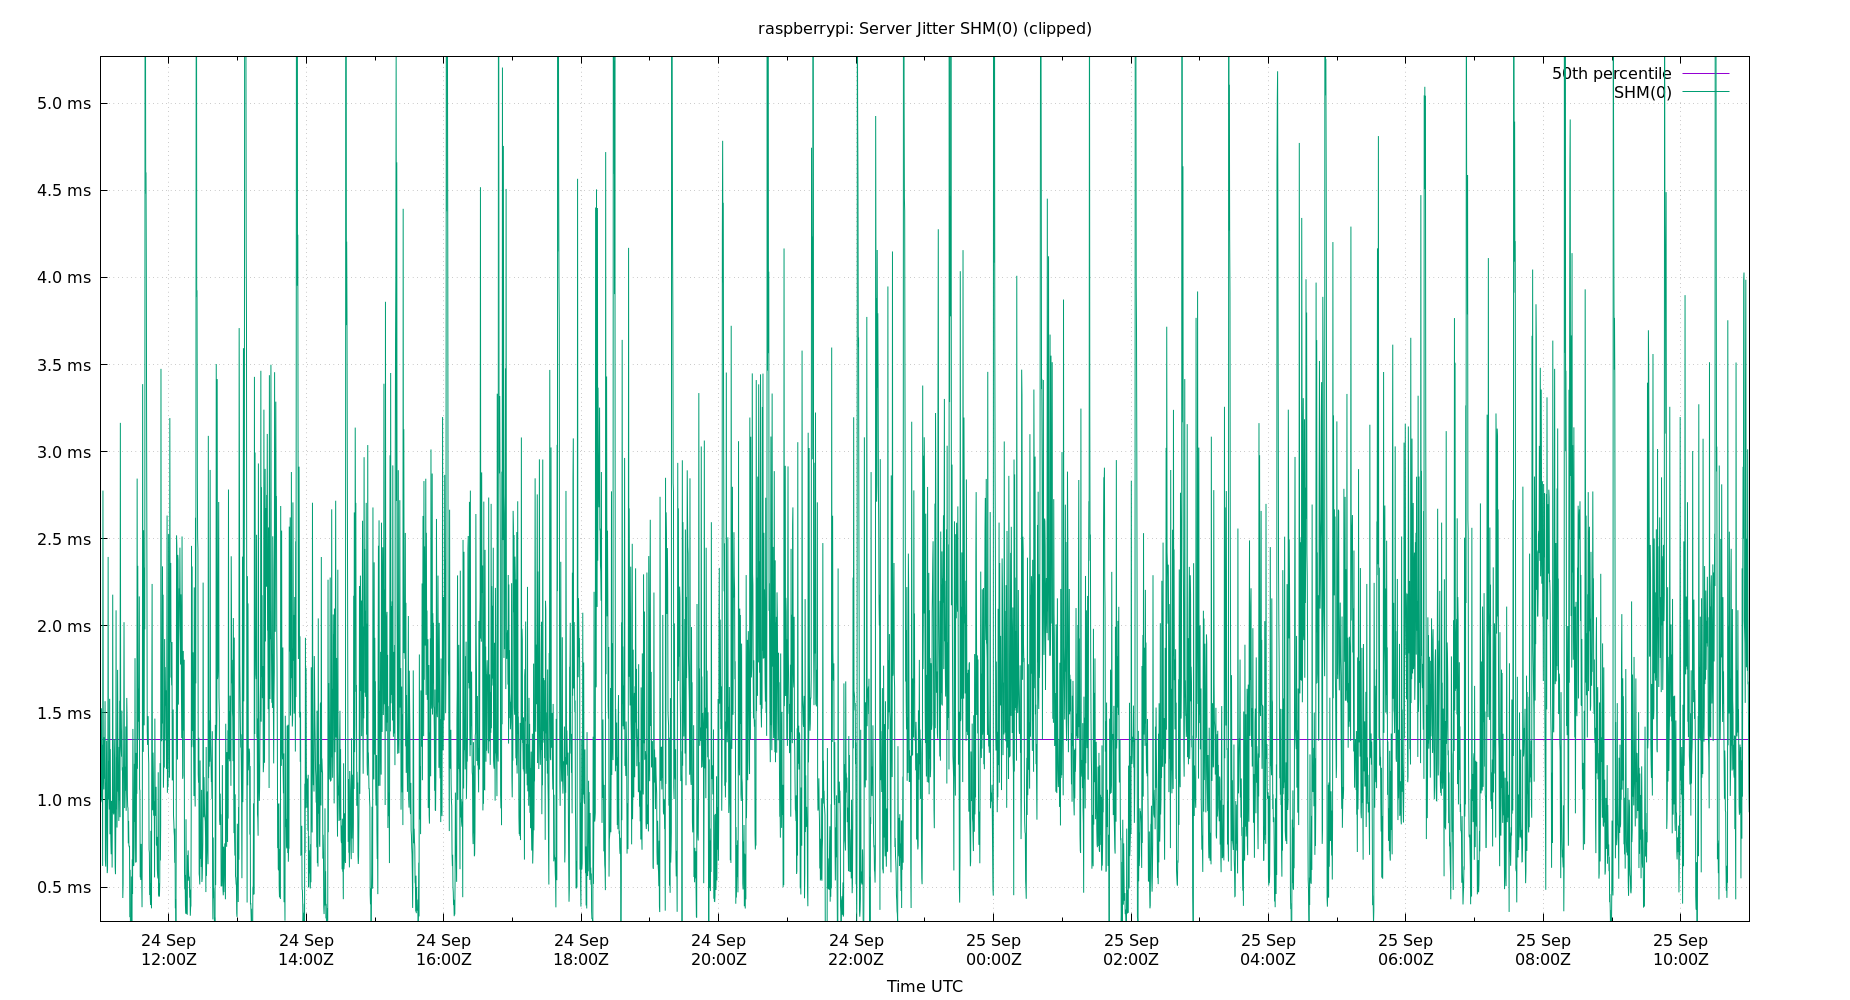 raspberrypi: Server Jitter SHM(0) (clipped)
50th percentile
SHM(0)
5.0 ms
4.5 ms
4.0 ms
3.5 ms
3.0 ms
2.5 ms
2.0 ms
1.5 ms
1.0 ms
0.5 ms
24 Sep 24 Sep 24 Sep 24 Sep 24 Sep 24 Sep 25 Sep 25 Sep 25 Sep 25 Sep 25 Sep 25 Sep
12:00Z 14:00Z 16:00Z 18:00Z 20:00Z 22:00Z 00:00Z 02:00Z 04:00Z 06:00Z 08:00Z 10:00Z
Time UTC